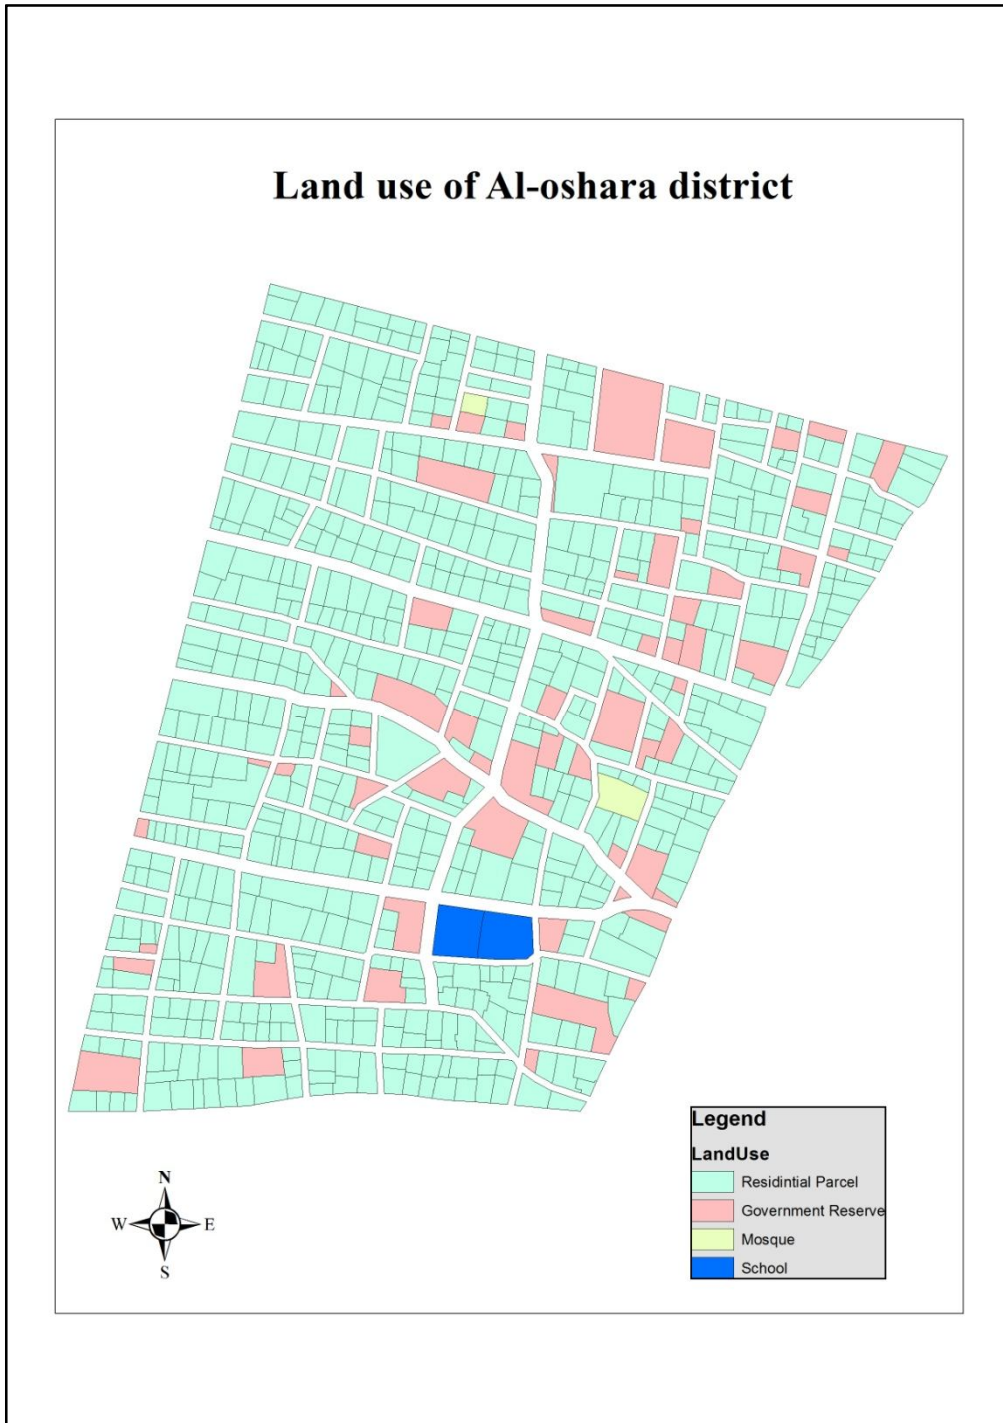 Land use of Al-oshara district
Legend
LandUse
Residintial Parcel
Government Reserve
Mosque
School
N
W E
S